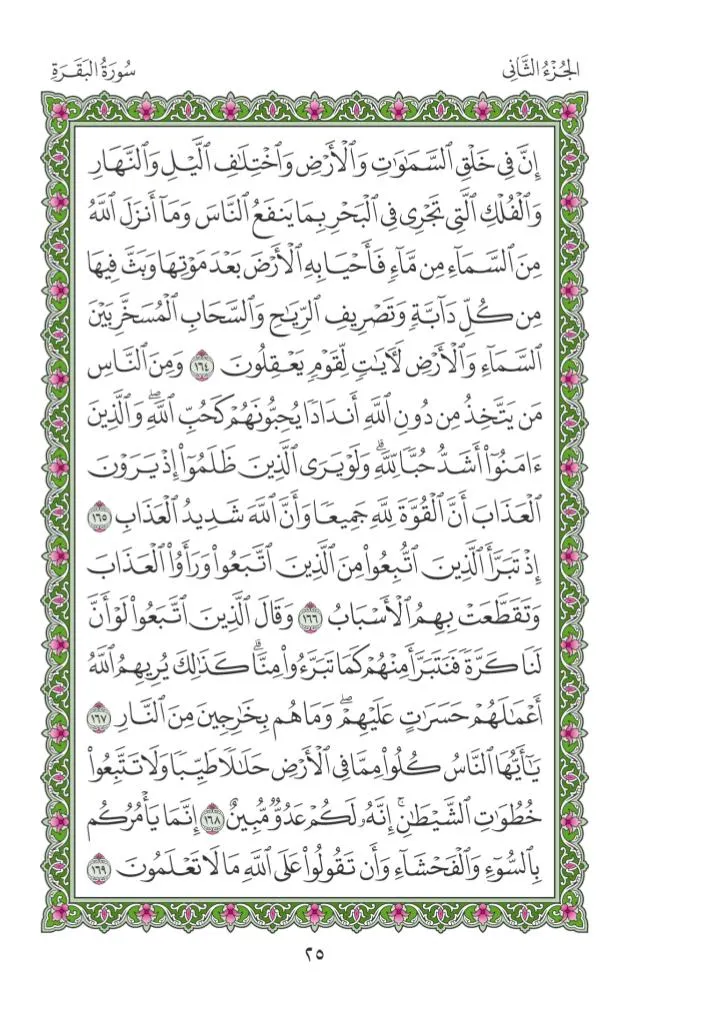 الجُزْءُ الثَّانِي
سُورَةُ البَقَرَةِ
إِنَّ فِي خَلۡقِ ٱلسَّمَٰوَٰتِ وَٱلۡأَرۡضِ وَٱخۡتِلَٰفِ ٱلَّيۡلِ وَٱلنَّهَارِ
وَٱلۡفُلۡكِ ٱلَّتِي تَجۡرِي فِي ٱلۡبَحۡرِ بِمَا يَنفَعُ ٱلنَّاسَ وَمَآ أَنزَلَ ٱللَّهُ
مِنَ ٱلسَّمَآءِ مِن مَّآءٖ فَأَحۡيَا بِهِ ٱلۡأَرۡضَ بَعۡدَ مَوۡتِهَا وَبَثَّ فِيهَا
مِن كُلِّ دَآبَّةٖ وَتَصۡرِيفِ ٱلرِّيَٰحِ وَٱلسَّحَابِ ٱلۡمُسَخَّرِ بَيۡنَ
ٱلسَّمَآءِ وَٱلۡأَرۡضِ لَأٓيَٰتٖ لِّقَوۡمٖ يَعۡقِلُونَ ١٦٤ وَمِنَ ٱلنَّاسِ
مَن يَتَّخِذُ مِن دُونِ ٱللَّهِ أَندَادٗا يُحِبُّونَهُمۡ كَحُبِّ ٱللَّهِۖ وَٱلَّذِينَ
ءَامَنُوٓاْ أَشَدُّ حُبّٗا لِّلَّهِۗ وَلَوۡ يَرَى ٱلَّذِينَ ظَلَمُوٓاْ إِذۡ يَرَوۡنَ
ٱلۡعَذَابَ أَنَّ ٱلۡقُوَّةَ لِلَّهِ جَمِيعٗا وَأَنَّ ٱللَّهَ شَدِيدُ ٱلۡعَذَابِ ١٦٥
إِذۡ تَبَرَّأَ ٱلَّذِينَ ٱتُّبِعُواْ مِنَ ٱلَّذِينَ ٱتَّبَعُواْ وَرَأَوُاْ ٱلۡعَذَابَ
وَتَقَطَّعَتۡ بِهِمُ ٱلۡأَسۡبَابُ ١٦٦ وَقَالَ ٱلَّذِينَ ٱتَّبَعُواْ لَوۡ أَنَّ
لَنَا كَرَّةٗ فَنَتَبَرَّأَ مِنۡهُمۡ كَمَا تَبَرَّءُواْ مِنَّاۗ كَذَٰلِكَ يُرِيهِمُ ٱللَّهُ
أَعۡمَٰلَهُمۡ حَسَرَٰتٍ عَلَيۡهِمۡۖ وَمَا هُم بِخَٰرِجِينَ مِنَ ٱلنَّارِ ١٦٧
يَٰٓأَيُّهَا ٱلنَّاسُ كُلُواْ مِمَّا فِي ٱلۡأَرۡضِ حَلَٰلٗا طَيِّبٗا وَلَا تَتَّبِعُواْ
خُطُوَٰتِ ٱلشَّيۡطَٰنِۚ إِنَّهُۥ لَكُمۡ عَدُوّٞ مُّبِينٌ ١٦٨ إِنَّمَا يَأۡمُرُكُم
بِٱلسُّوٓءِ وَٱلۡفَحۡشَآءِ وَأَن تَقُولُواْ عَلَى ٱللَّهِ مَا لَا تَعۡلَمُونَ ١٦٩
٢٥